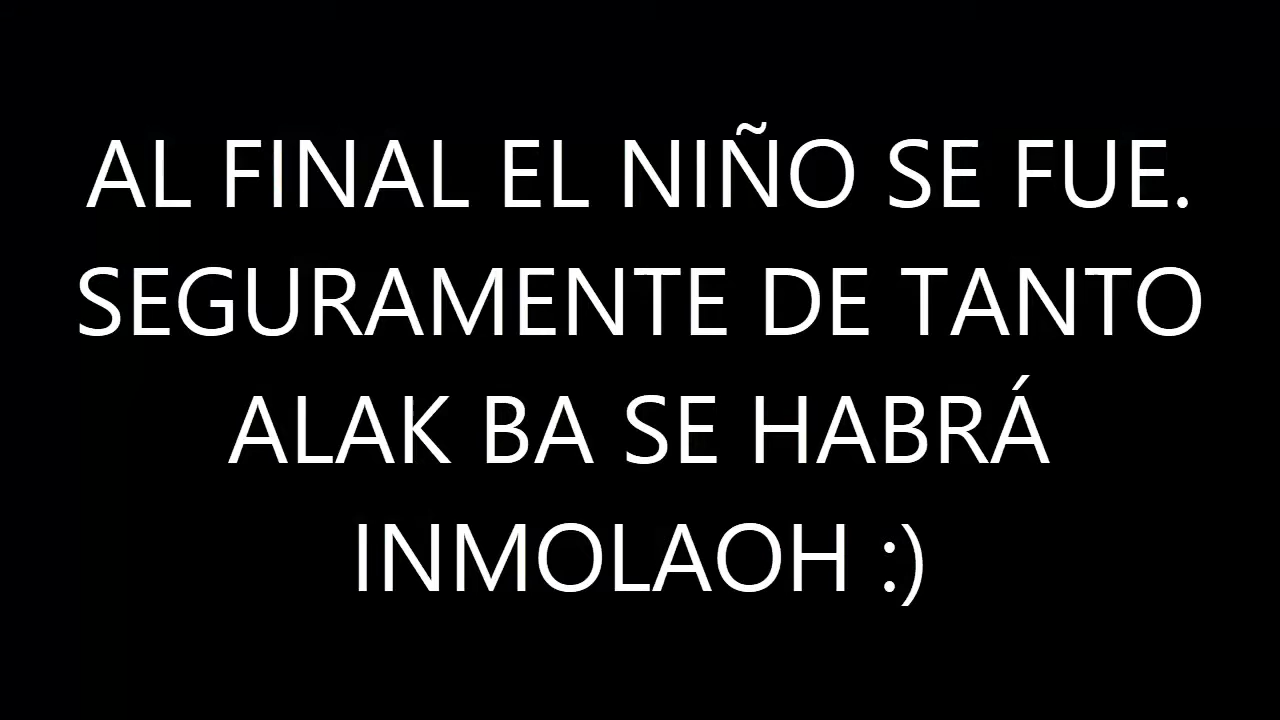 AL FINAL EL NIÑO SE FUE.
SEGURAMENTE DE TANTO
ALAK BA SE HABRÁ
INMOLAOH :)